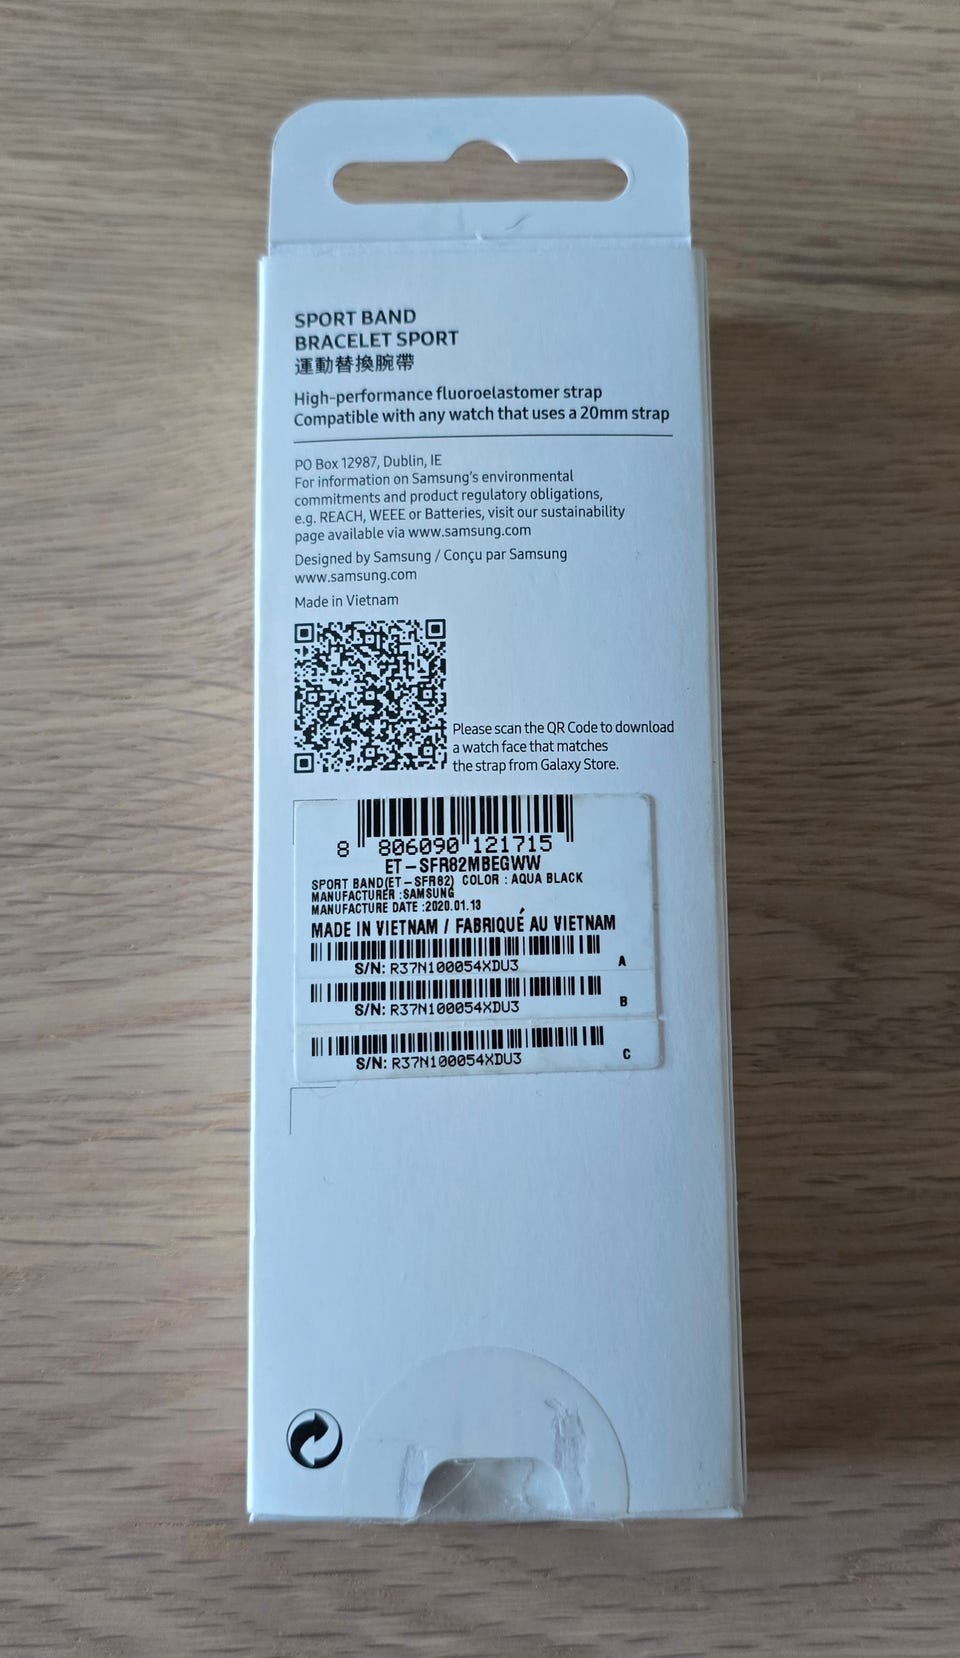 SPORT BAND
BRACELET SPORT
運動替換腕帶
High-performance fluoroelastomer strap
Compatible with any watch that uses a 20mm strap
PO Box 12987, Dublin, IE
For information on Samsung's environmental
commitments and product regulatory obligations,
e.g. REACH, WEEE or Batteries, visit our sustainability
page available via www.samsung.com
Designed by Samsung / Conçu par Samsung
www.samsung.com
Made in Vietnam
Please scan the QR Code to download
a watch face that matches
the strap from Galaxy Store.
8 806090 121715
ET-SFR82MBEGWW
SPORT BAND(ET-SFR82) COLOR : AQUA BLACK
MANUFACTURER :SAMSUNG
MANUFACTURE DATE :2020.01.13
MADE IN VIETNAM / FABRIQUÉ AU VIETNAM
S/N: R37N100054XDU3 A
S/N: R37N100054XDU3 B
S/N: R37N100054XDU3 C